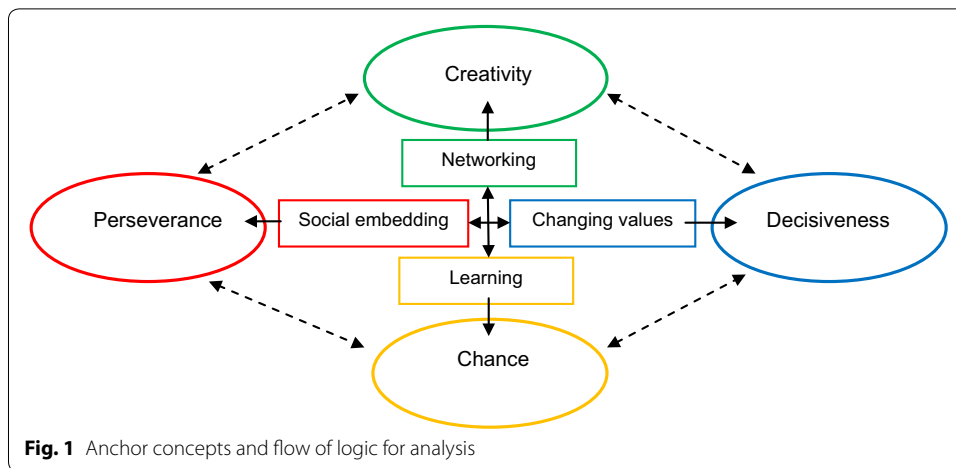 Creativity
Networking
Perseverance
Social embedding
Changing values
Decisiveness
Learning
Chance
Fig. 1 Anchor concepts and flow of logic for analysis